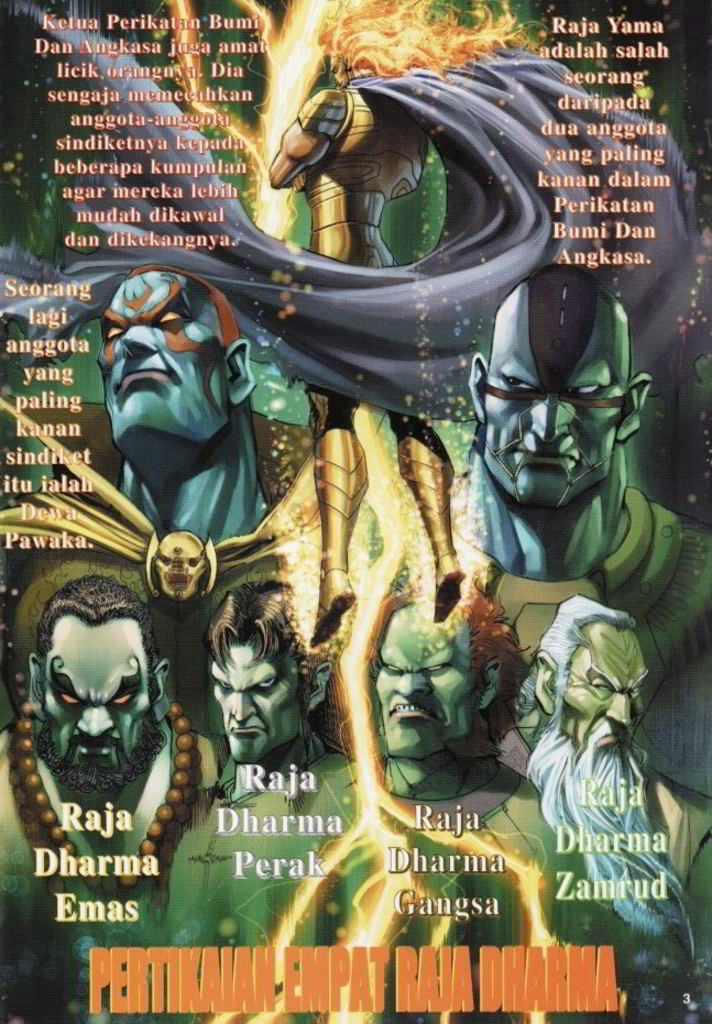 Ketua Perikatan Bumi
Dan Angkasa juga amat
licik orangnya. Dia
sengaja memecahkan
anggota-anggota
sindiketnya kepada
beberapa kumpulan
agar mereka lebih
mudah dikawal
dan dikekangnya.
Raja Yama
adalah salah
seorang
daripada
dua anggota
yang paling
kanan dalam
Perikatan
Bumi Dan
Angkasa.
Seorang
lagi
anggota
yang
paling
kanan
sindiket
itu ialah
Dewa
Pawaka.
Raja
Dharma
Emas
Raja
Dharma
Perak
Raja
Dharma
Gangsa
Raja
Dharma
Zamrud
PERTIKAIAN EMPAT RAJA DHARMA
3